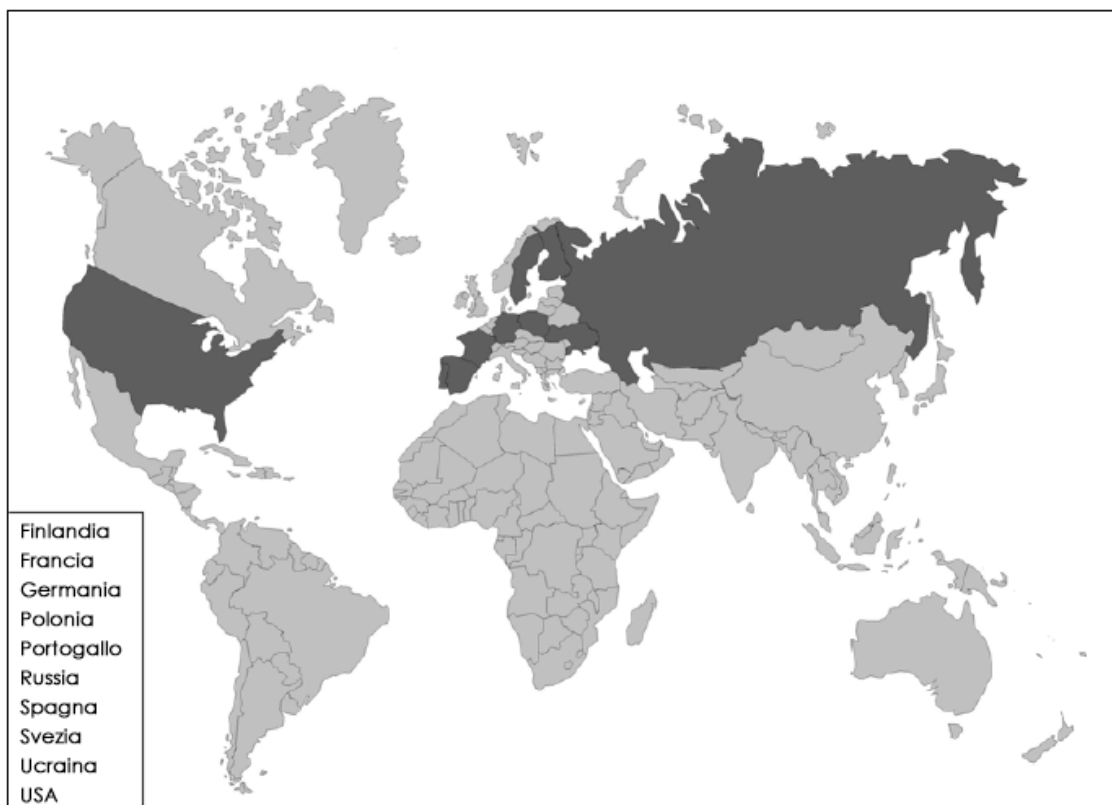 Finlandia
Francia
Germania
Polonia
Portogallo
Russia
Spagna
Svezia
Ucraina
USA